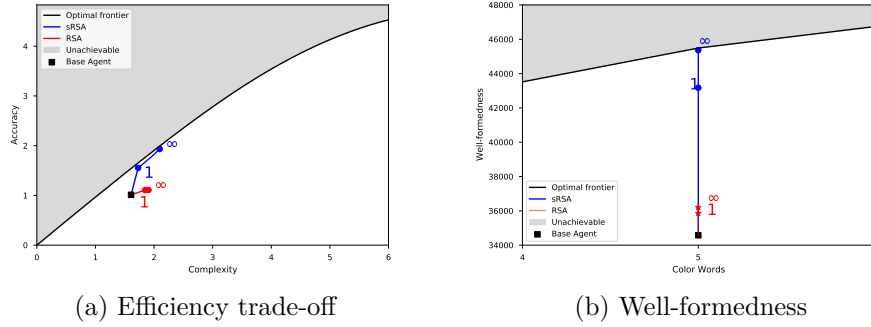 Optimal frontier
sRSA
RSA
Unachievable
Base Agent
Accuracy
4
3
2
1
0
∞
1
∞
1
0 1 2 3 4 5 6
Complexity
(a) Efficiency trade-off
Well-formedness
48000
46000
44000
42000
40000
38000
36000
34000
∞
1
∞
1
Optimal frontier
sRSA
RSA
Unachievable
Base Agent
4 5
Color Words
(b) Well-formedness